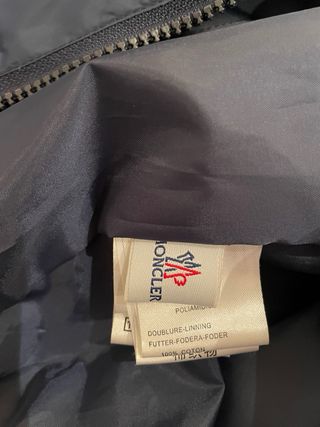 MONCLER
POLIAMID
DOUBLURE-LINNING
FUTTER-FODERA-FODER
100% COTON